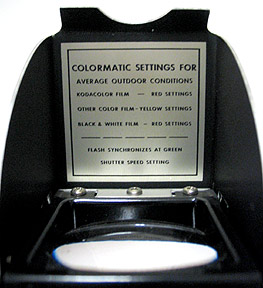 COLORMATIC SETTINGS FOR
AVERAGE OUTDOOR CONDITIONS
KODACOLOR FILM — RED SETTINGS
OTHER COLOR FILM - YELLOW SETTINGS
BLACK & WHITE FILM — RED SETTINGS
FLASH SYNCHRONIZES AT GREEN
SHUTTER SPEED SETTING